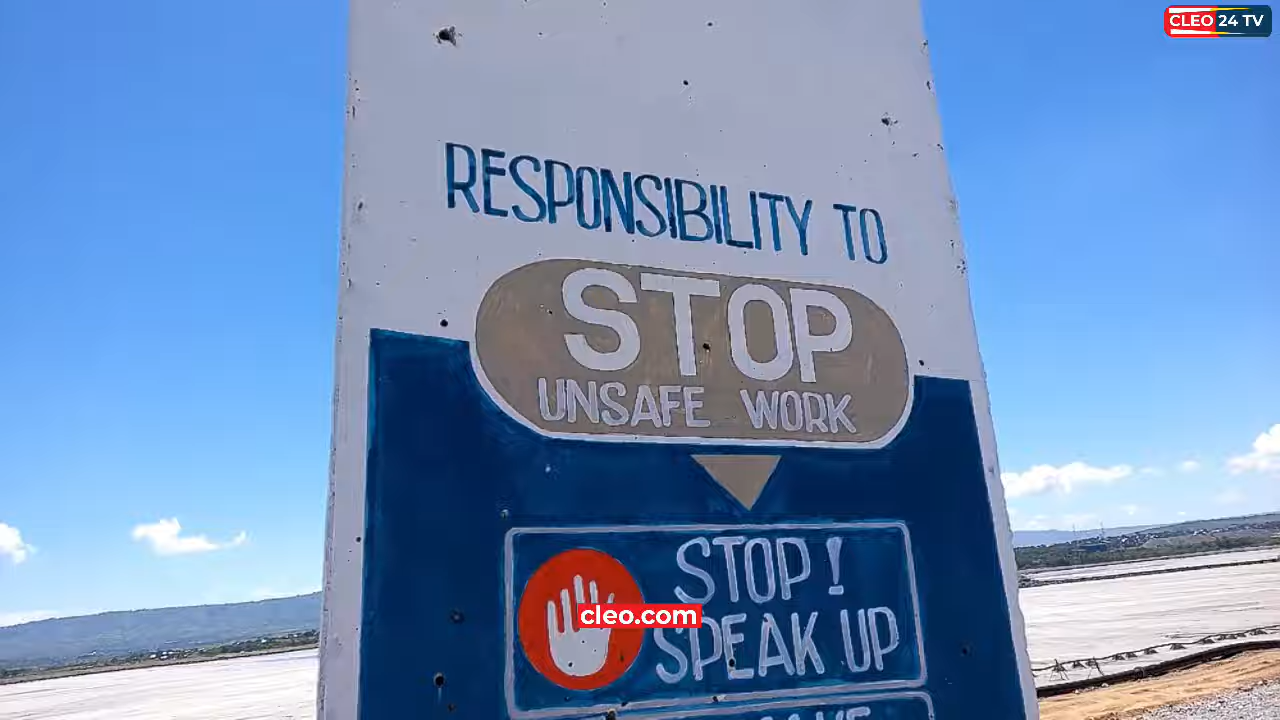 CLEO 24 TV
RESPONSIBILITY TO
STOP
UNSAFE WORK
STOP!
SPEAK UP
cleo.com